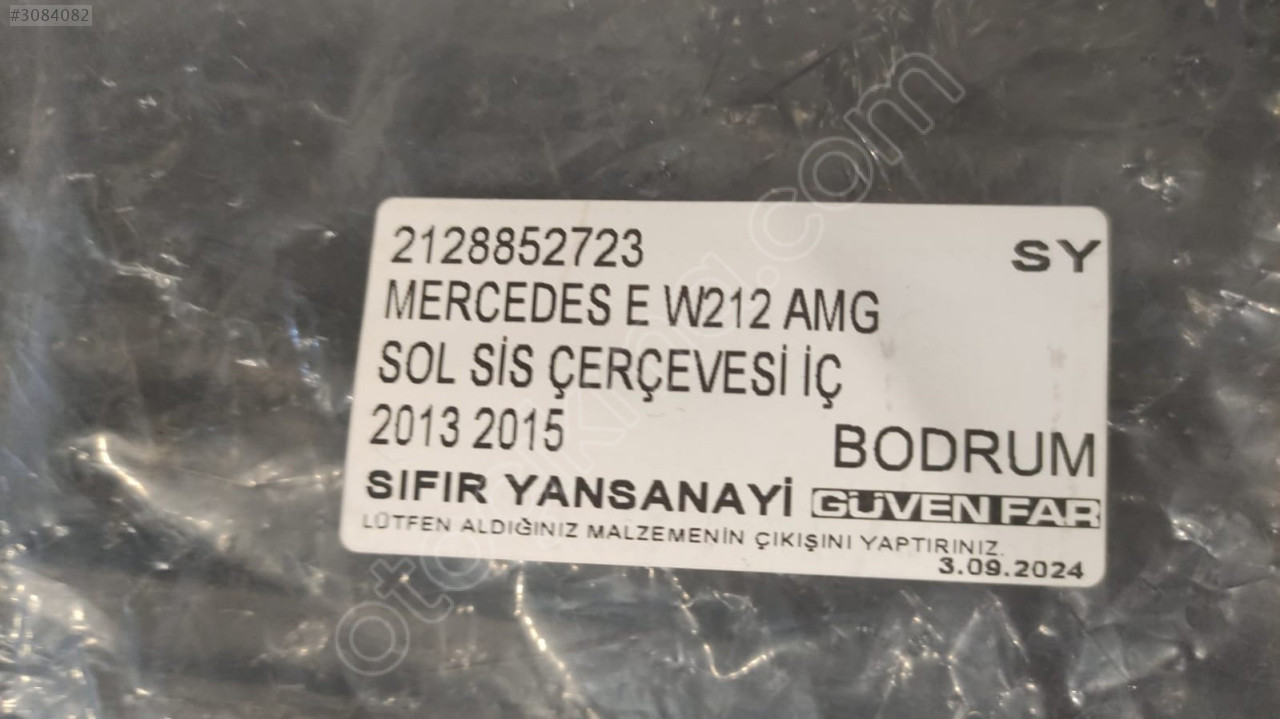 #3084082
2128852723
SY
MERCEDES E W212 AMG
SOL SİS ÇERÇEVESİ İÇ
2013 2015
BODRUM
SIFIR YANSANAYİ GÜVEN FAR
LÜTFEN ALDIĞINIZ MALZEMENİN ÇIKIŞINI YAPTIRINIZ.
3.09.2024